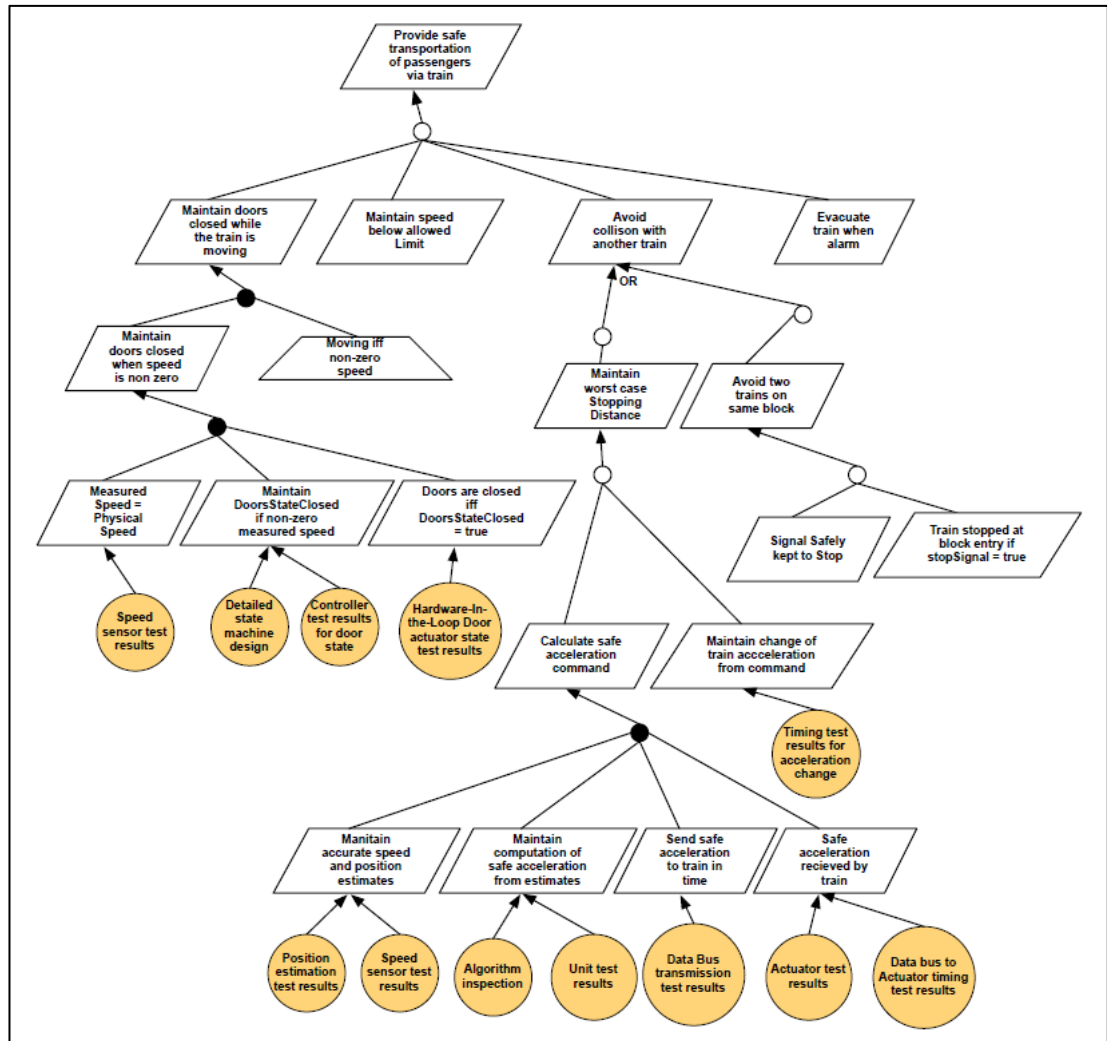 Provide safe
transportation
of passengers
via train
Maintain doors
closed while
the train is
moving
Maintain speed
below allowed
Limit
Avoid
collison with
another train
Evacuate
train when
alarm
OR
Maintain
doors closed
when speed
is non zero
Moving iff
non-zero
speed
Maintain
worst case
Stopping
Distance
Avoid two
trains on
same block
Measured
Speed =
Physical
Speed
Maintain
DoorsStateClosed
if non-zero
measured speed
Doors are closed
iff
DoorsStateClosed
= true
Signal Safely
kept to Stop
Train stopped at
block entry if
stopSignal = true
Speed
sensor test
results
Detailed
state
machine
design
Controller
test results
for door
state
Hardware-In-
the-Loop Door
actuator state
test results
Calculate safe
acceleration
command
Maintain change of
train accceleration
from command
Timing test
results for
acceleration
change
Manitain
accurate speed
and position
estimates
Maintain
computation of
safe acceleration
from estimates
Send safe
acceleration
to train in
time
Safe
acceleration
recieved by
train
Position
estimation
test results
Speed
sensor test
results
Algorithm
inspection
Unit test
results
Data Bus
transmission
test results
Actuator test
results
Data bus to
Actuator timing
test results